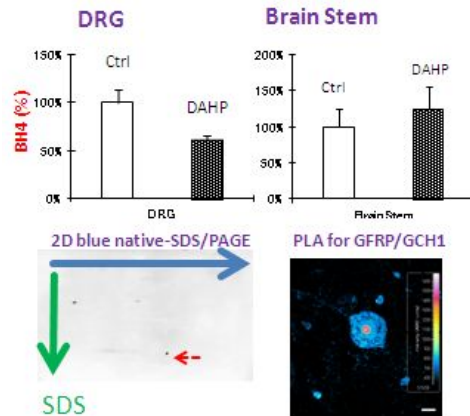 DRG
Brain Stem
150%
100%
50%
0%
BH4 (%)
Ctrl
DAHP
DRG
200%
150%
100%
50%
0%
Ctrl
DAHP
Brain Stem
2D blue native-SDS/PAGE
PLA for GFRP/GCH1
SDS